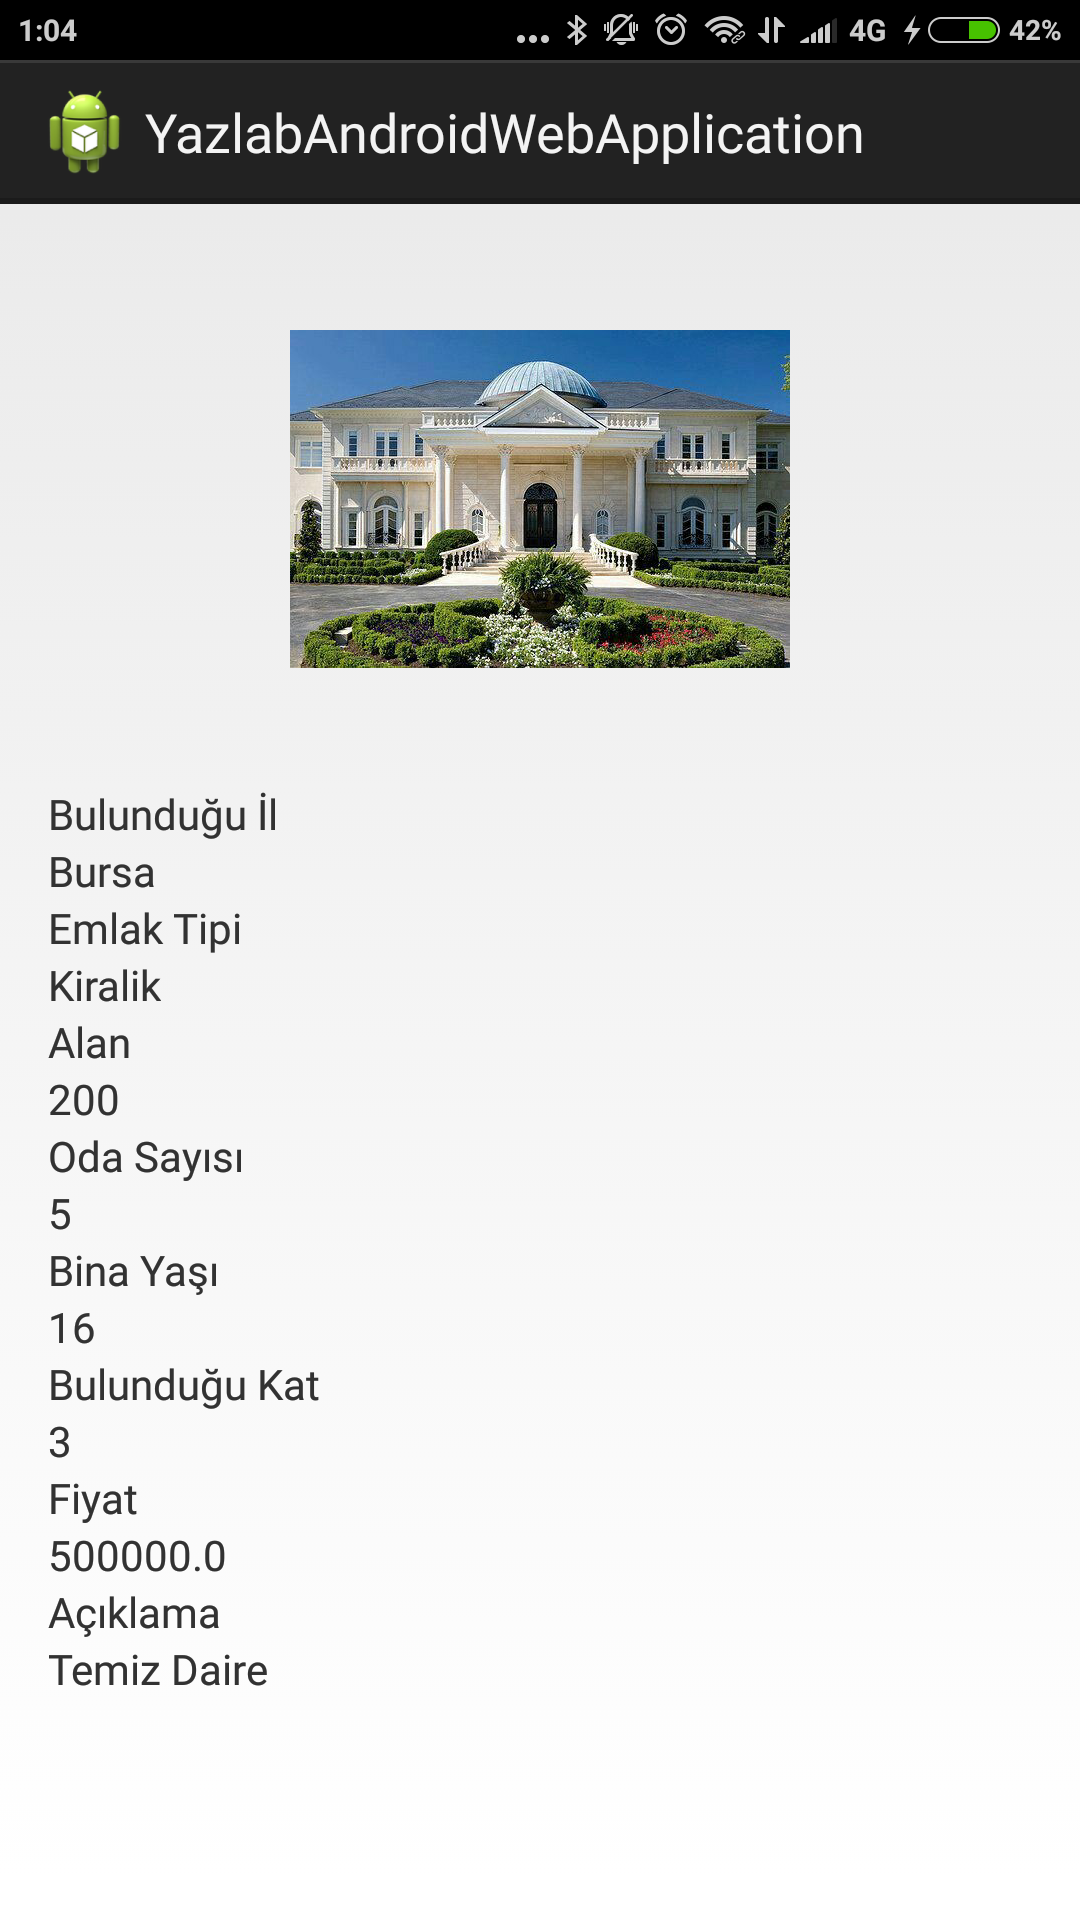 1:04 ... 4G 42%
YazlabAndroidWebApplication
Bulunduğu İl
Bursa
Emlak Tipi
Kiralik
Alan
200
Oda Sayısı
5
Bina Yaşı
16
Bulunduğu Kat
3
Fiyat
500000.0
Açıklama
Temiz Daire